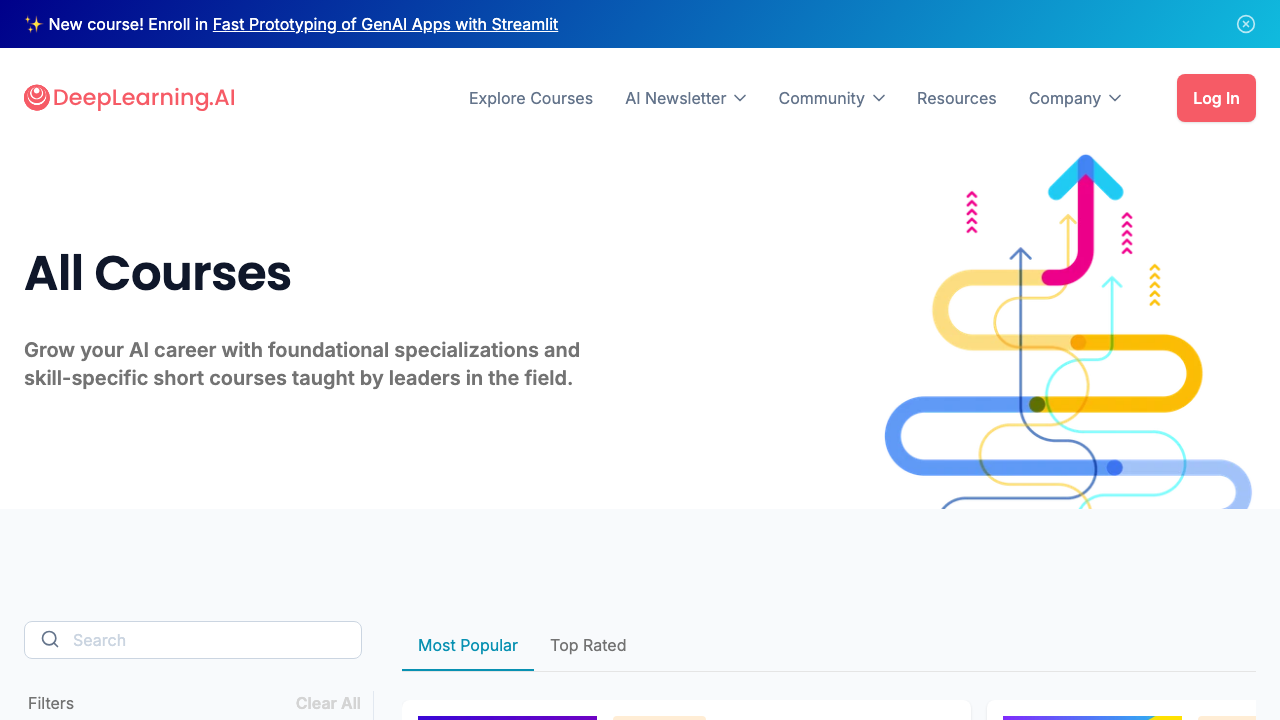 ✨ New course! Enroll in Fast Prototyping of GenAI Apps with Streamlit
DeepLearning.AI
Explore Courses
AI Newsletter
Community
Resources
Company
Log In
All Courses
Grow your AI career with foundational specializations and
skill-specific short courses taught by leaders in the field.
Search
Most Popular
Top Rated
Filters
Clear All